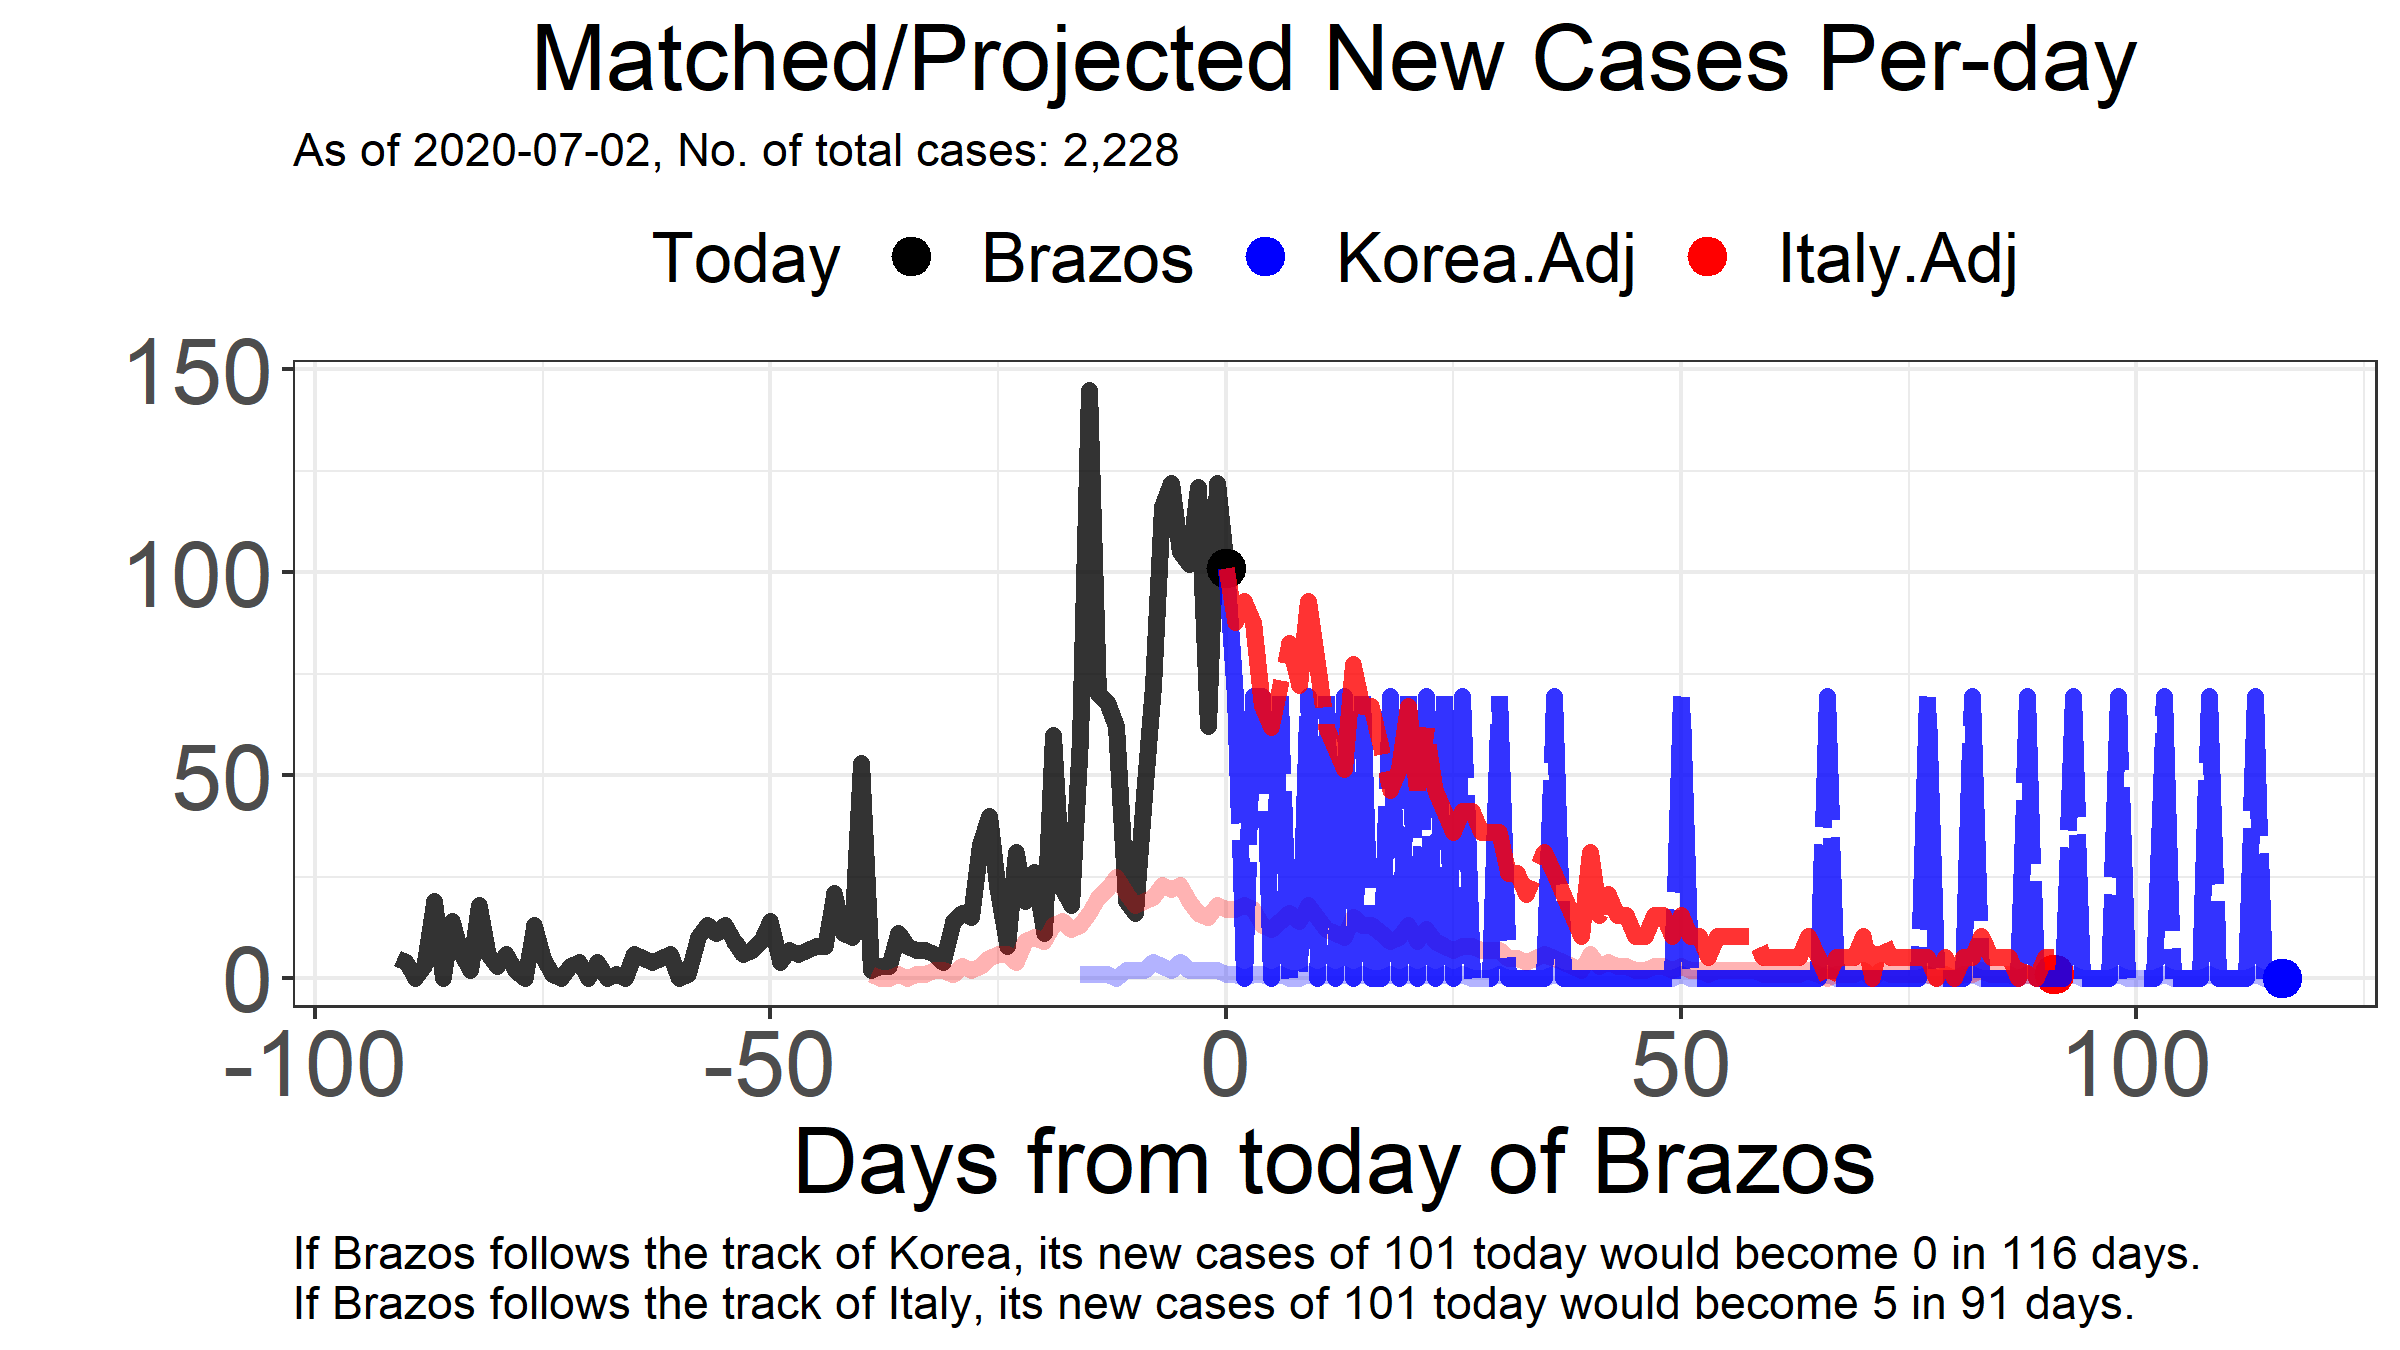 Matched/Projected New Cases Per-day
As of 2020-07-02, No. of total cases: 2,228
Today Brazos Korea.Adj Italy.Adj
150
100
50
0
-100 -50 0 50 100
Days from today of Brazos
If Brazos follows the track of Korea, its new cases of 101 today would become 0 in 116 days.
If Brazos follows the track of Italy, its new cases of 101 today would become 5 in 91 days.